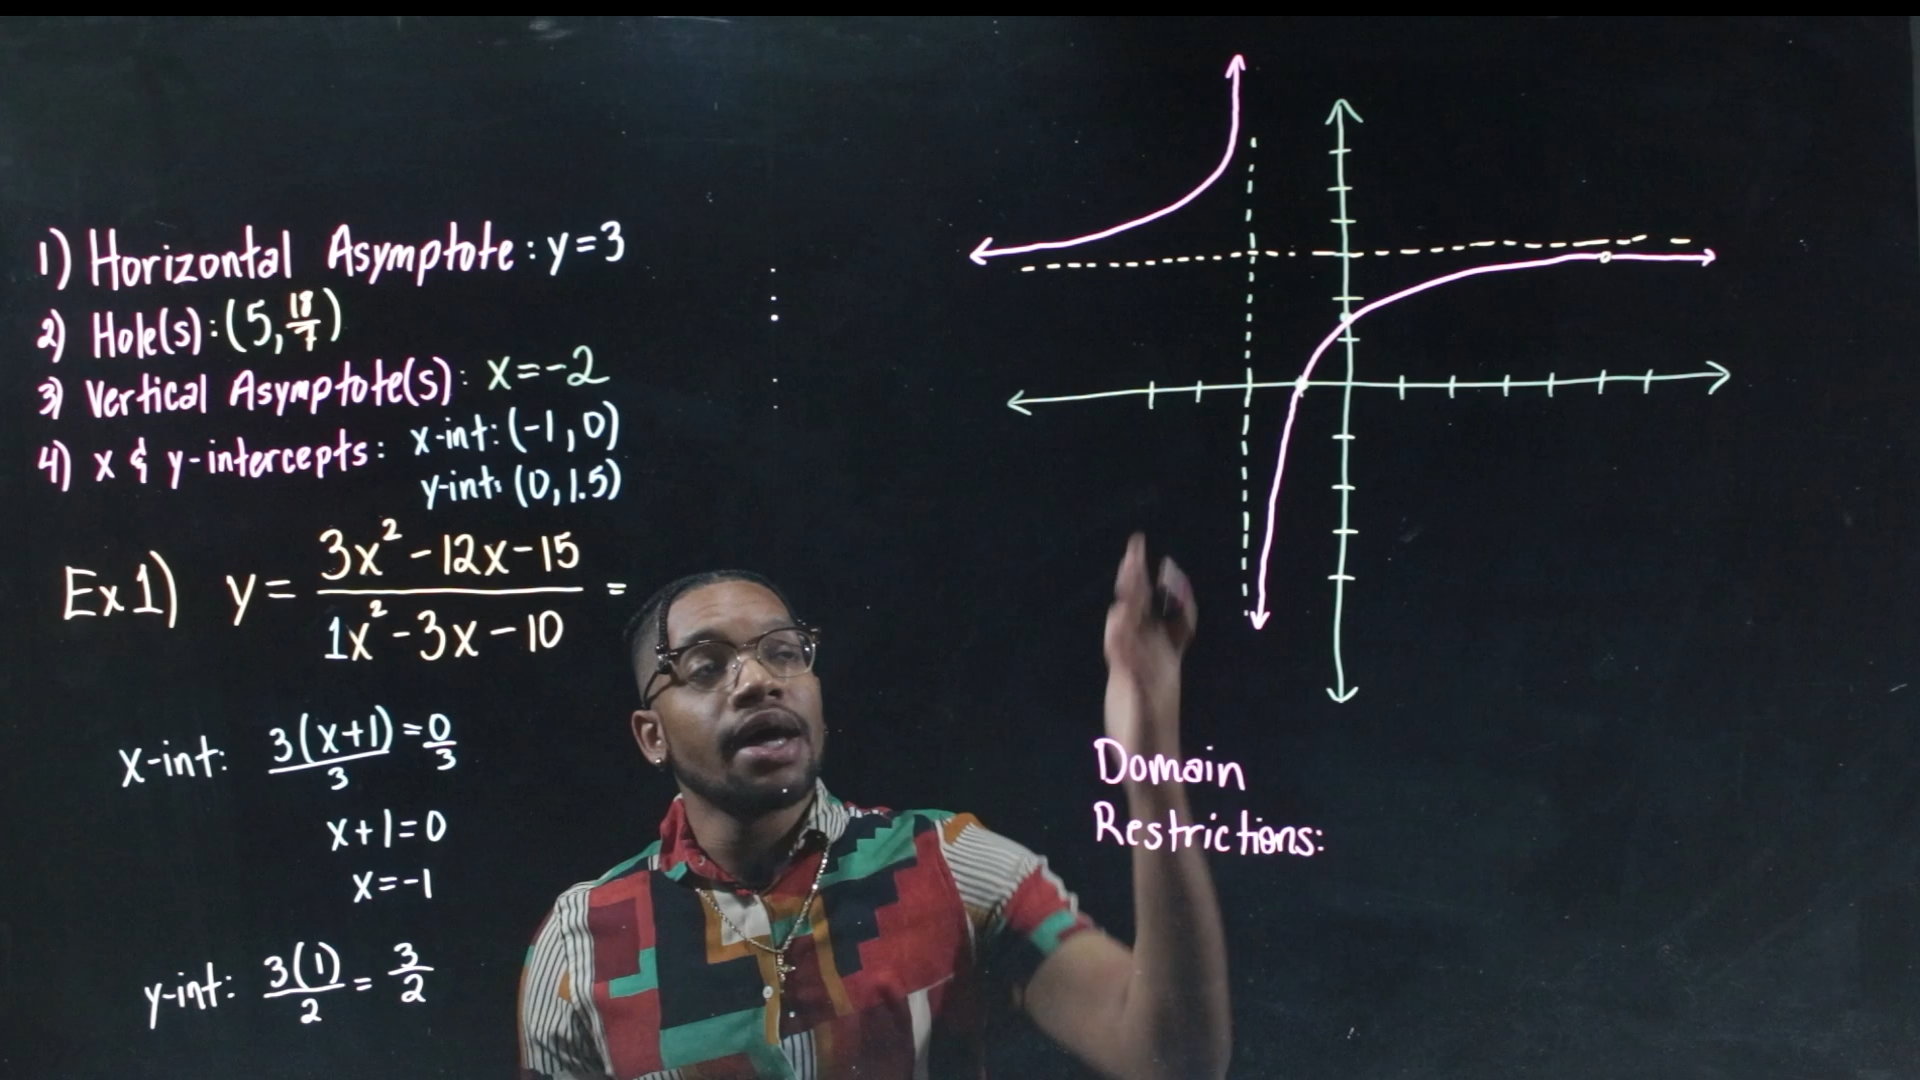 1) Horizontal Asymptote: y=3
2) Hole(s): (5, 18/7)
3) Vertical Asymptote(s): x=-2
4) x & y-intercepts: x-int: (-1, 0)
y-int: (0, 1.5)
Ex 1) y = 3x²-12x-15 / 1x²-3x-10 =
x-int: 3(x+1)/3 = 0/3
x+1=0
x=-1
y-int: 3(1)/2 = 3/2
Domain
Restrictions: